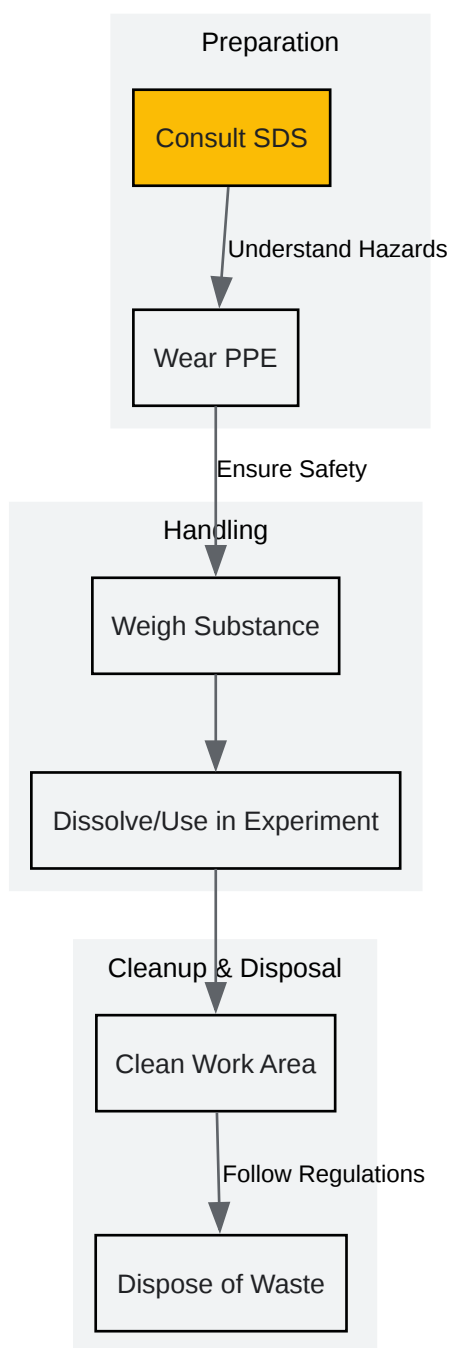 Preparation
Consult SDS
Understand Hazards
Wear PPE
Ensure Safety
Handling
Weigh Substance
Dissolve/Use in Experiment
Cleanup & Disposal
Clean Work Area
Follow Regulations
Dispose of Waste